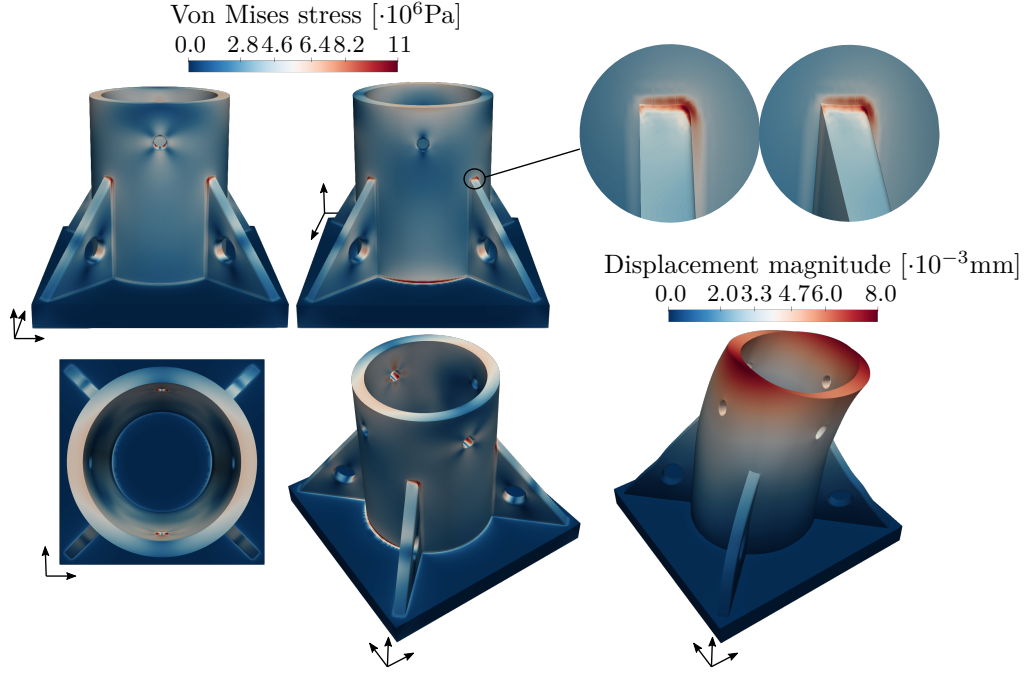 Von Mises stress [·10⁶Pa]
0.0 2.8 4.6 6.4 8.2 11
Displacement magnitude [·10⁻³mm]
0.0 2.0 3.3 4.7 6.0 8.0